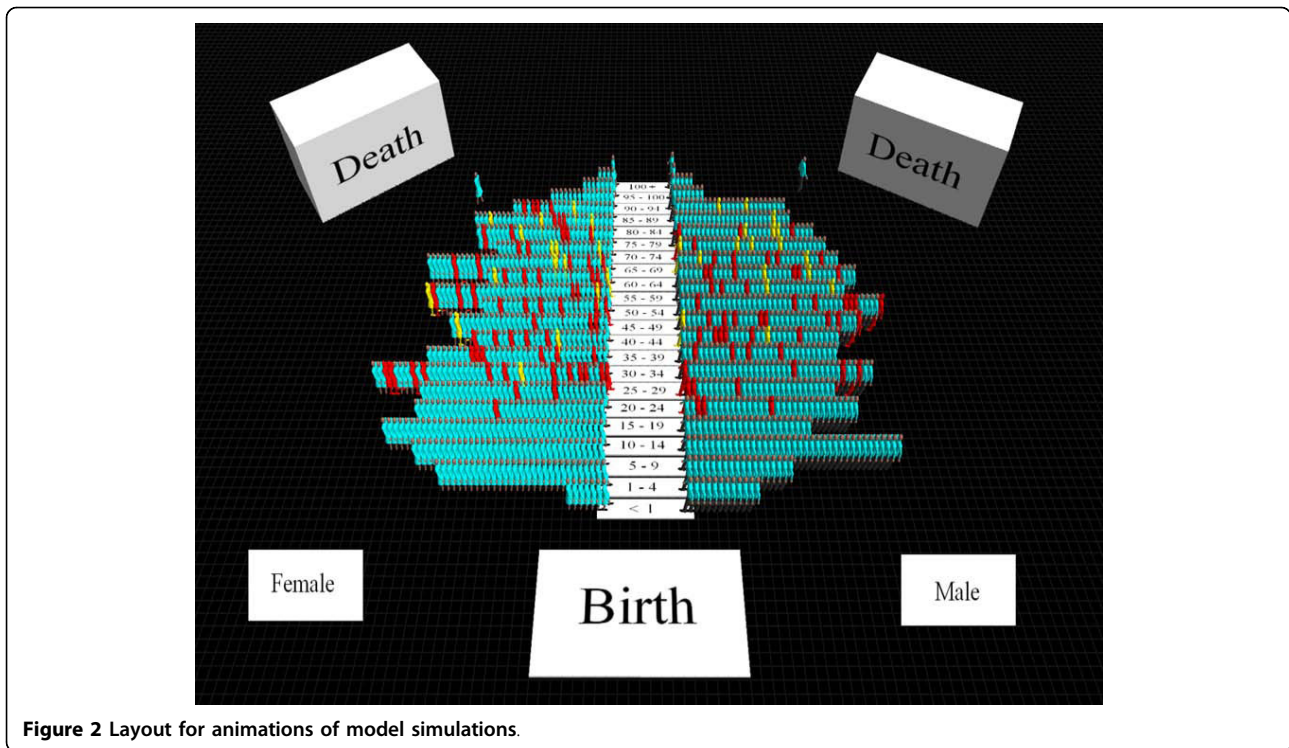 Death
Death
100 +
95 - 100
90 - 94
85 - 89
80 - 84
75 - 79
70 - 74
65 - 69
60 - 64
55 - 59
50 - 54
45 - 49
40 - 44
35 - 39
30 - 34
25 - 29
20 - 24
15 - 19
10 - 14
5 - 9
1 - 4
< 1
Female
Birth
Male
Figure 2 Layout for animations of model simulations.